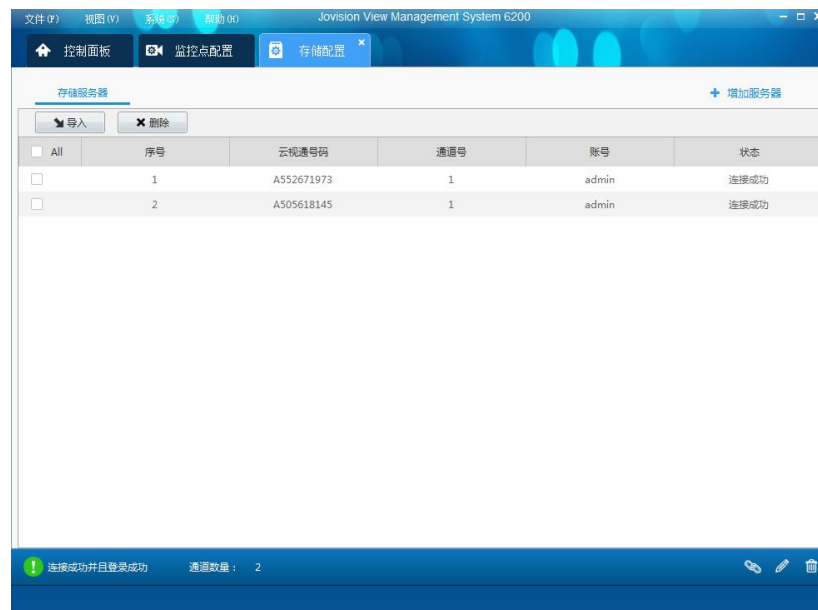 文件(F) 视图(V) 系统(S) 帮助(H) Jovision View Management System 6200
控制面板 监控点配置 存储配置
存储服务器 增加服务器
导入 删除
All 序号 云视通号码 通道号 账号 状态
1 A552671973 1 admin 连接成功
2 A505618145 1 admin 连接成功
连接成功并且登录成功 通道数量： 2